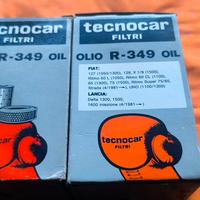 tecnocar
FILTRI
R-349 OIL
tecnocar
FILTRI
OLIO R-349 OIL
FIAT:
127 (1050/1300), 128, X 1/9 (1500),
Ritmo 60 L (1050), Ritmo 60 CL (1100),
65 (1300), 75 (1500), Ritmo Super 75/85,
Strada (4/1981→), UNO (1100/1300)
LANCIA:
Delta 1300, 1500,
1600 iniezione (4/1981→)
tecnocar
FILTRI